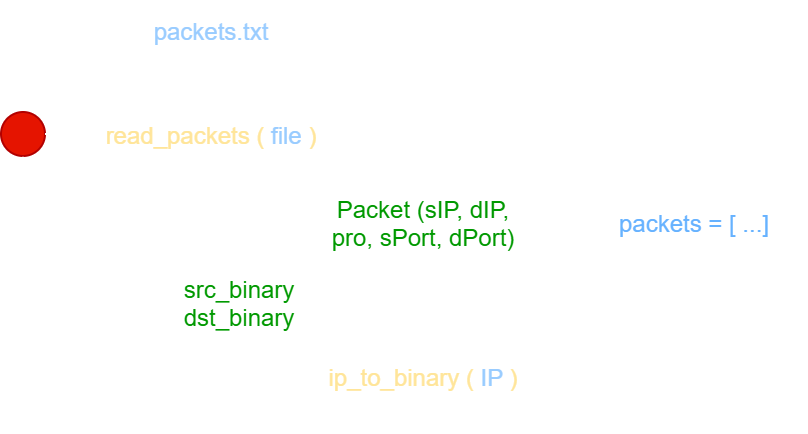 packets.txt
read_packets ( file )
Packet (sIP, dIP,
pro, sPort, dPort)
packets = [ ...]
src_binary
dst_binary
ip_to_binary ( IP )